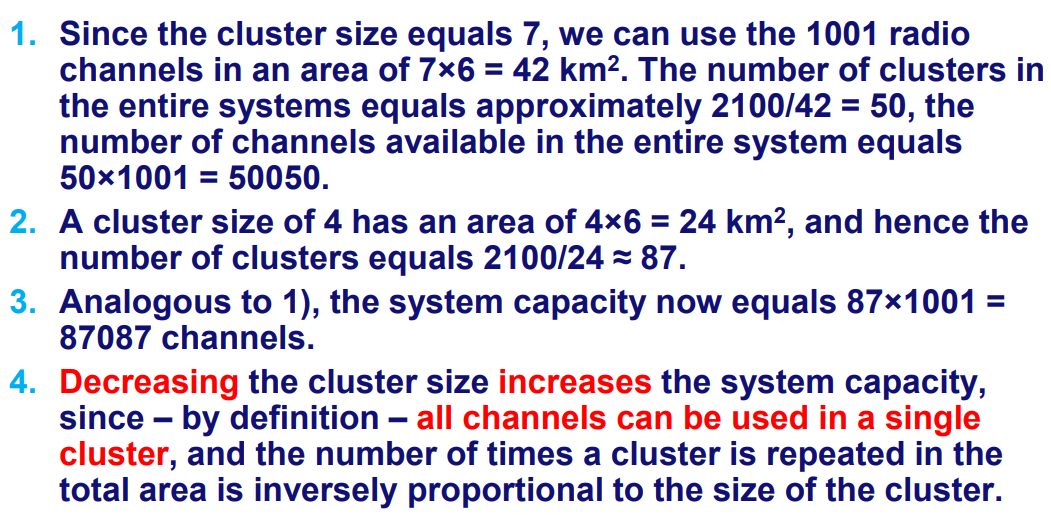 1. Since the cluster size equals 7, we can use the 1001 radio
channels in an area of 7×6 = 42 km². The number of clusters in
the entire systems equals approximately 2100/42 = 50, the
number of channels available in the entire system equals
50×1001 = 50050.
2. A cluster size of 4 has an area of 4×6 = 24 km², and hence the
number of clusters equals 2100/24 ≈ 87.
3. Analogous to 1), the system capacity now equals 87×1001 =
87087 channels.
4. Decreasing the cluster size increases the system capacity,
since – by definition – all channels can be used in a single
cluster, and the number of times a cluster is repeated in the
total area is inversely proportional to the size of the cluster.